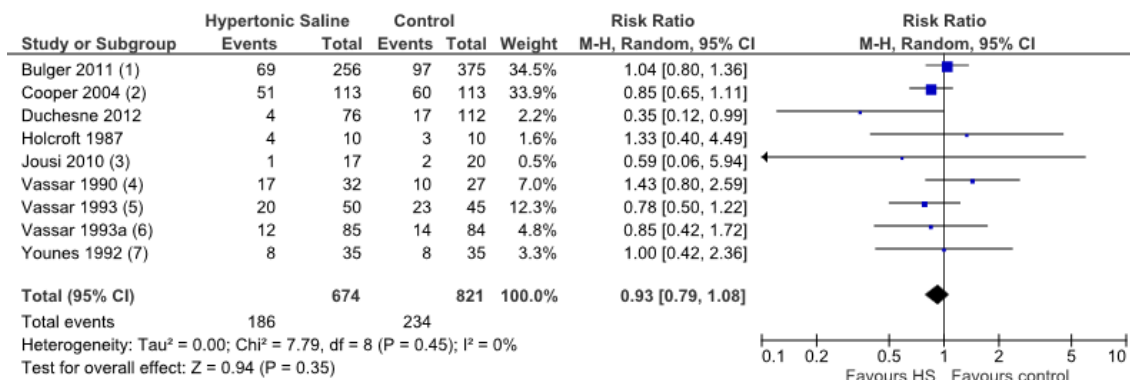 Hypertonic Saline Control Risk Ratio Risk Ratio
Study or Subgroup Events Total Events Total Weight M-H, Random, 95% CI M-H, Random, 95% CI
Bulger 2011 (1) 69 256 97 375 34.5% 1.04 [0.80, 1.36]
Cooper 2004 (2) 51 113 60 113 33.9% 0.85 [0.65, 1.11]
Duchesne 2012 4 76 17 112 2.2% 0.35 [0.12, 0.99]
Holcroft 1987 4 10 3 10 1.6% 1.33 [0.40, 4.49]
Jousi 2010 (3) 1 17 2 20 0.5% 0.59 [0.06, 5.94]
Vassar 1990 (4) 17 32 10 27 7.0% 1.43 [0.80, 2.59]
Vassar 1993 (5) 20 50 23 45 12.3% 0.78 [0.50, 1.22]
Vassar 1993a (6) 12 85 14 84 4.8% 0.85 [0.42, 1.72]
Younes 1992 (7) 8 35 8 35 3.3% 1.00 [0.42, 2.36]
Total (95% CI) 674 821 100.0% 0.93 [0.79, 1.08]
Total events 186 234
Heterogeneity: Tau² = 0.00; Chi² = 7.79, df = 8 (P = 0.45); I² = 0%
Test for overall effect: Z = 0.94 (P = 0.35)
0.1 0.2 0.5 1 2 5 10
Favours HS Favours control